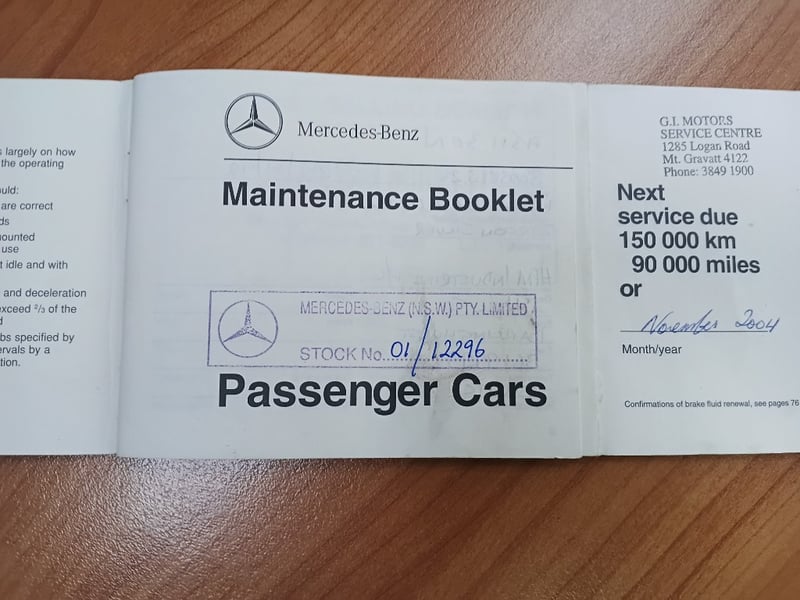 s largely on how
the operating
uld:
are correct
ds
ounted
use
t idle and with
and deceleration
exceed 2/3 of the
d
bs specified by
ervals by a
tion.
Mercedes-Benz
Maintenance Booklet
MERCEDES-BENZ (N.S.W.) PTY. LIMITED
STOCK No. 01/12296
Passenger Cars
G.I. MOTORS
SERVICE CENTRE
1285 Logan Road
Mt. Gravatt 4122
Phone: 3849 1900
Next
service due
150 000 km
90 000 miles
or
November 2004
Month/year
Confirmations of brake fluid renewal, see pages 76